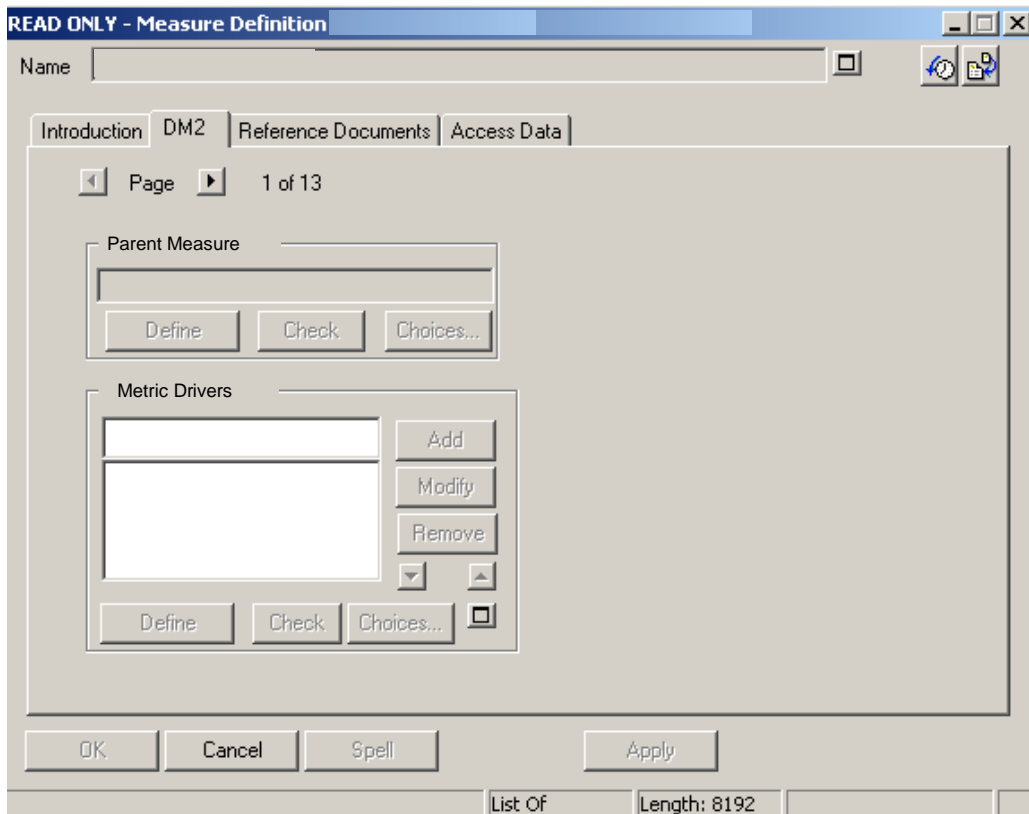 READ ONLY - Measure Definition
Name
Introduction DM2 Reference Documents Access Data
Page 1 of 13
Parent Measure
Define Check Choices...
Metric Drivers
Add
Modify
Remove
Define Check Choices...
OK Cancel Spell Apply
List Of Length: 8192